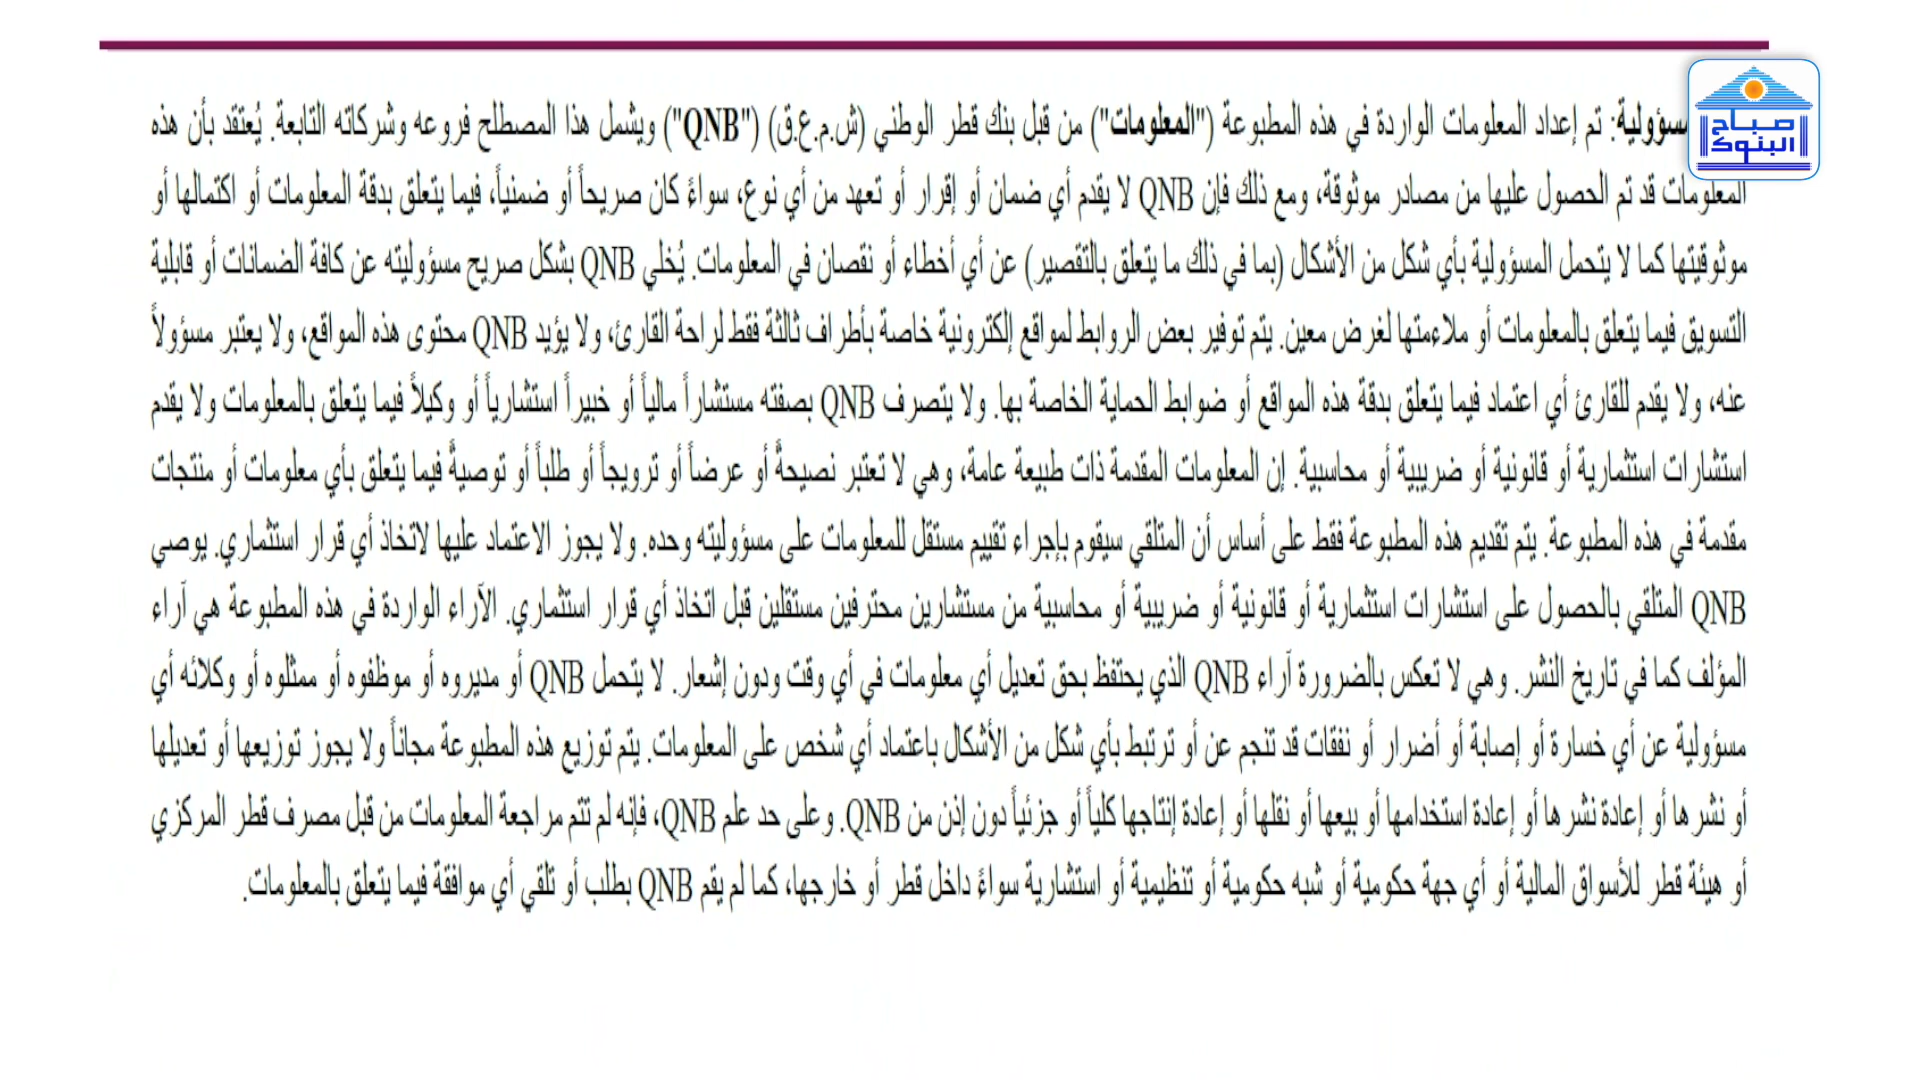 صباح
البنوك
مسؤولية: تم إعداد المعلومات الواردة في هذه المطبوعة ("المعلومات") من قبل بنك قطر الوطني (ش.م.ع.ق) ("QNB") ويشمل هذا المصطلح فروعه وشركاته التابعة. يُعتقد بأن هذه
المعلومات قد تم الحصول عليها من مصادر موثوقة، ومع ذلك فإن QNB لا يقدم أي ضمان أو إقرار أو تعهد من أي نوع، سواءً كان صريحاً أو ضمنياً، فيما يتعلق بدقة المعلومات أو اكتمالها أو
موثوقيتها كما لا يتحمل المسؤولية بأي شكل من الأشكال (بما في ذلك ما يتعلق بالتقصير) عن أي أخطاء أو نقصان في المعلومات. يُخلي QNB بشكل صريح مسؤوليته عن كافة الضمانات أو قابلية
التسويق فيما يتعلق بالمعلومات أو ملاءمتها لغرض معين. يتم توفير بعض الروابط لمواقع إلكترونية خاصة بأطراف ثالثة فقط لراحة القارئ، ولا يؤيد QNB محتوى هذه المواقع، ولا يعتبر مسؤولاً
عنه، ولا يقدم للقارئ أي اعتماد فيما يتعلق بدقة هذه المواقع أو ضوابط الحماية الخاصة بها. ولا يتصرف QNB بصفته مستشاراً مالياً أو خبيراً استشارياً أو وكيلاً فيما يتعلق بالمعلومات ولا يقدم
استشارات استثمارية أو قانونية أو ضريبية أو محاسبية. إن المعلومات المقدمة ذات طبيعة عامة، وهي لا تعتبر نصيحةً أو عرضاً أو ترويجاً أو طلباً أو توصيةً فيما يتعلق بأي معلومات أو منتجات
مقدمة في هذه المطبوعة. يتم تقديم هذه المطبوعة فقط على أساس أن المتلقي سيقوم بإجراء تقييم مستقل للمعلومات على مسؤوليته وحده. ولا يجوز الاعتماد عليها لاتخاذ أي قرار استثماري. يوصي
QNB المتلقي بالحصول على استشارات استثمارية أو قانونية أو ضريبية أو محاسبية من مستشارين محترفين مستقلين قبل اتخاذ أي قرار استثماري. الآراء الواردة في هذه المطبوعة هي آراء
المؤلف كما في تاريخ النشر. وهي لا تعكس بالضرورة آراء QNB الذي يحتفظ بحق تعديل أي معلومات في أي وقت ودون إشعار. لا يتحمل QNB أو مديروه أو موظفوه أو ممثلوه أو وكلائه أي
مسؤولية عن أي خسارة أو إصابة أو أضرار أو نفقات قد تنجم عن أو ترتبط بأي شكل من الأشكال باعتماد أي شخص على المعلومات. يتم توزيع هذه المطبوعة مجاناً ولا يجوز توزيعها أو تعديلها
أو نشرها أو إعادة نشرها أو إعادة استخدامها أو بيعها أو نقلها أو إعادة إنتاجها كلياً أو جزئياً دون إذن من QNB. وعلى حد علم QNB، فإنه لم تتم مراجعة المعلومات من قبل مصرف قطر المركزي
أو هيئة قطر للأسواق المالية أو أي جهة حكومية أو شبه حكومية أو تنظيمية أو استشارية سواءً داخل قطر أو خارجها، كما لم يقم QNB بطلب أو تلقي أي موافقة فيما يتعلق بالمعلومات.